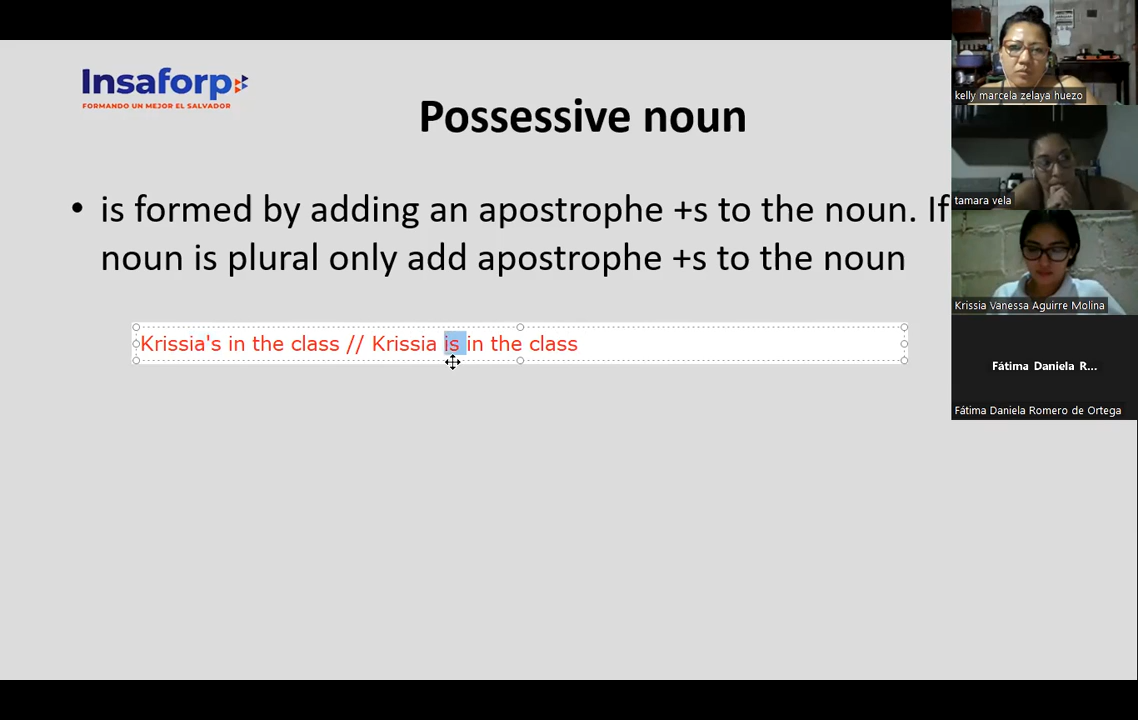 Insaforp
FORMANDO UN MEJOR EL SALVADOR
Possessive noun
• is formed by adding an apostrophe +s to the noun. If
noun is plural only add apostrophe +s to the noun
Krissia's in the class // Krissia is in the class
kelly marcela zelaya huezo
tamara vela
Krissia Vanessa Aguirre Molina
Fátima Daniela R...
Fátima Daniela Romero de Ortega